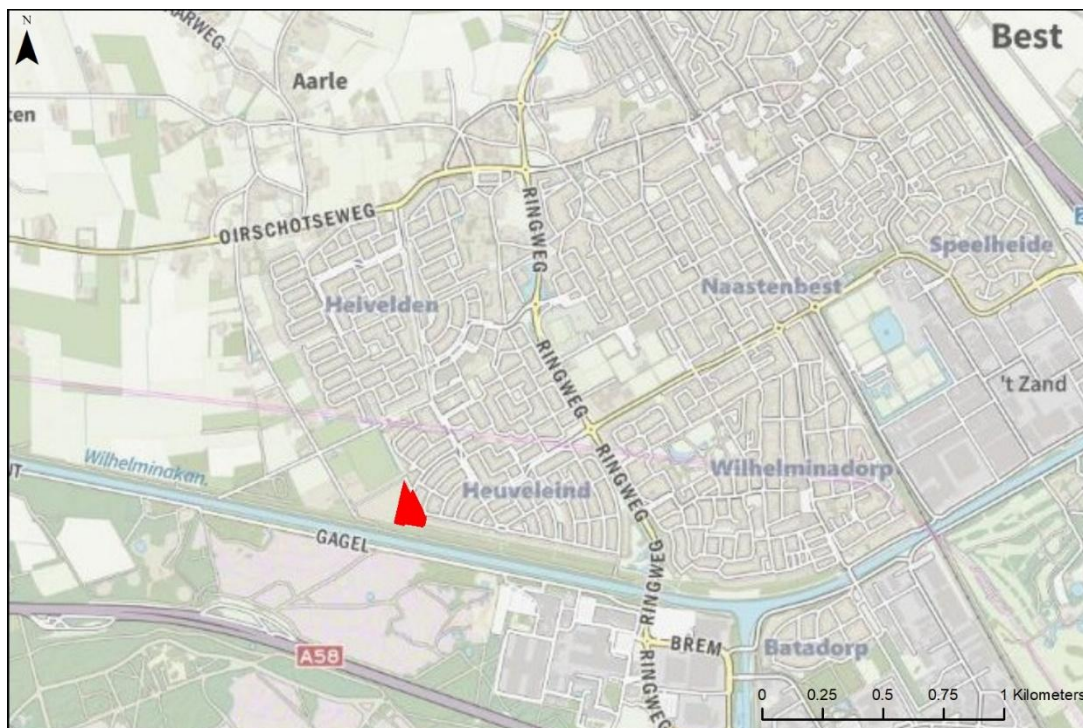 N
Best
AARWEG
Aarle
ten
RINGWEG
OIRSCHOTSEWEG
Speelheide
Naastenbest
Heivelden
RINGWEG
't Zand
Wilhelminakan.
RINGWEG
Wilhelminadorp
Heuveleind
GAGEL
RINGWEG
A58
BREM
Batadorp
RINGWEG
0 0.25 0.5 0.75 1 Kilometers